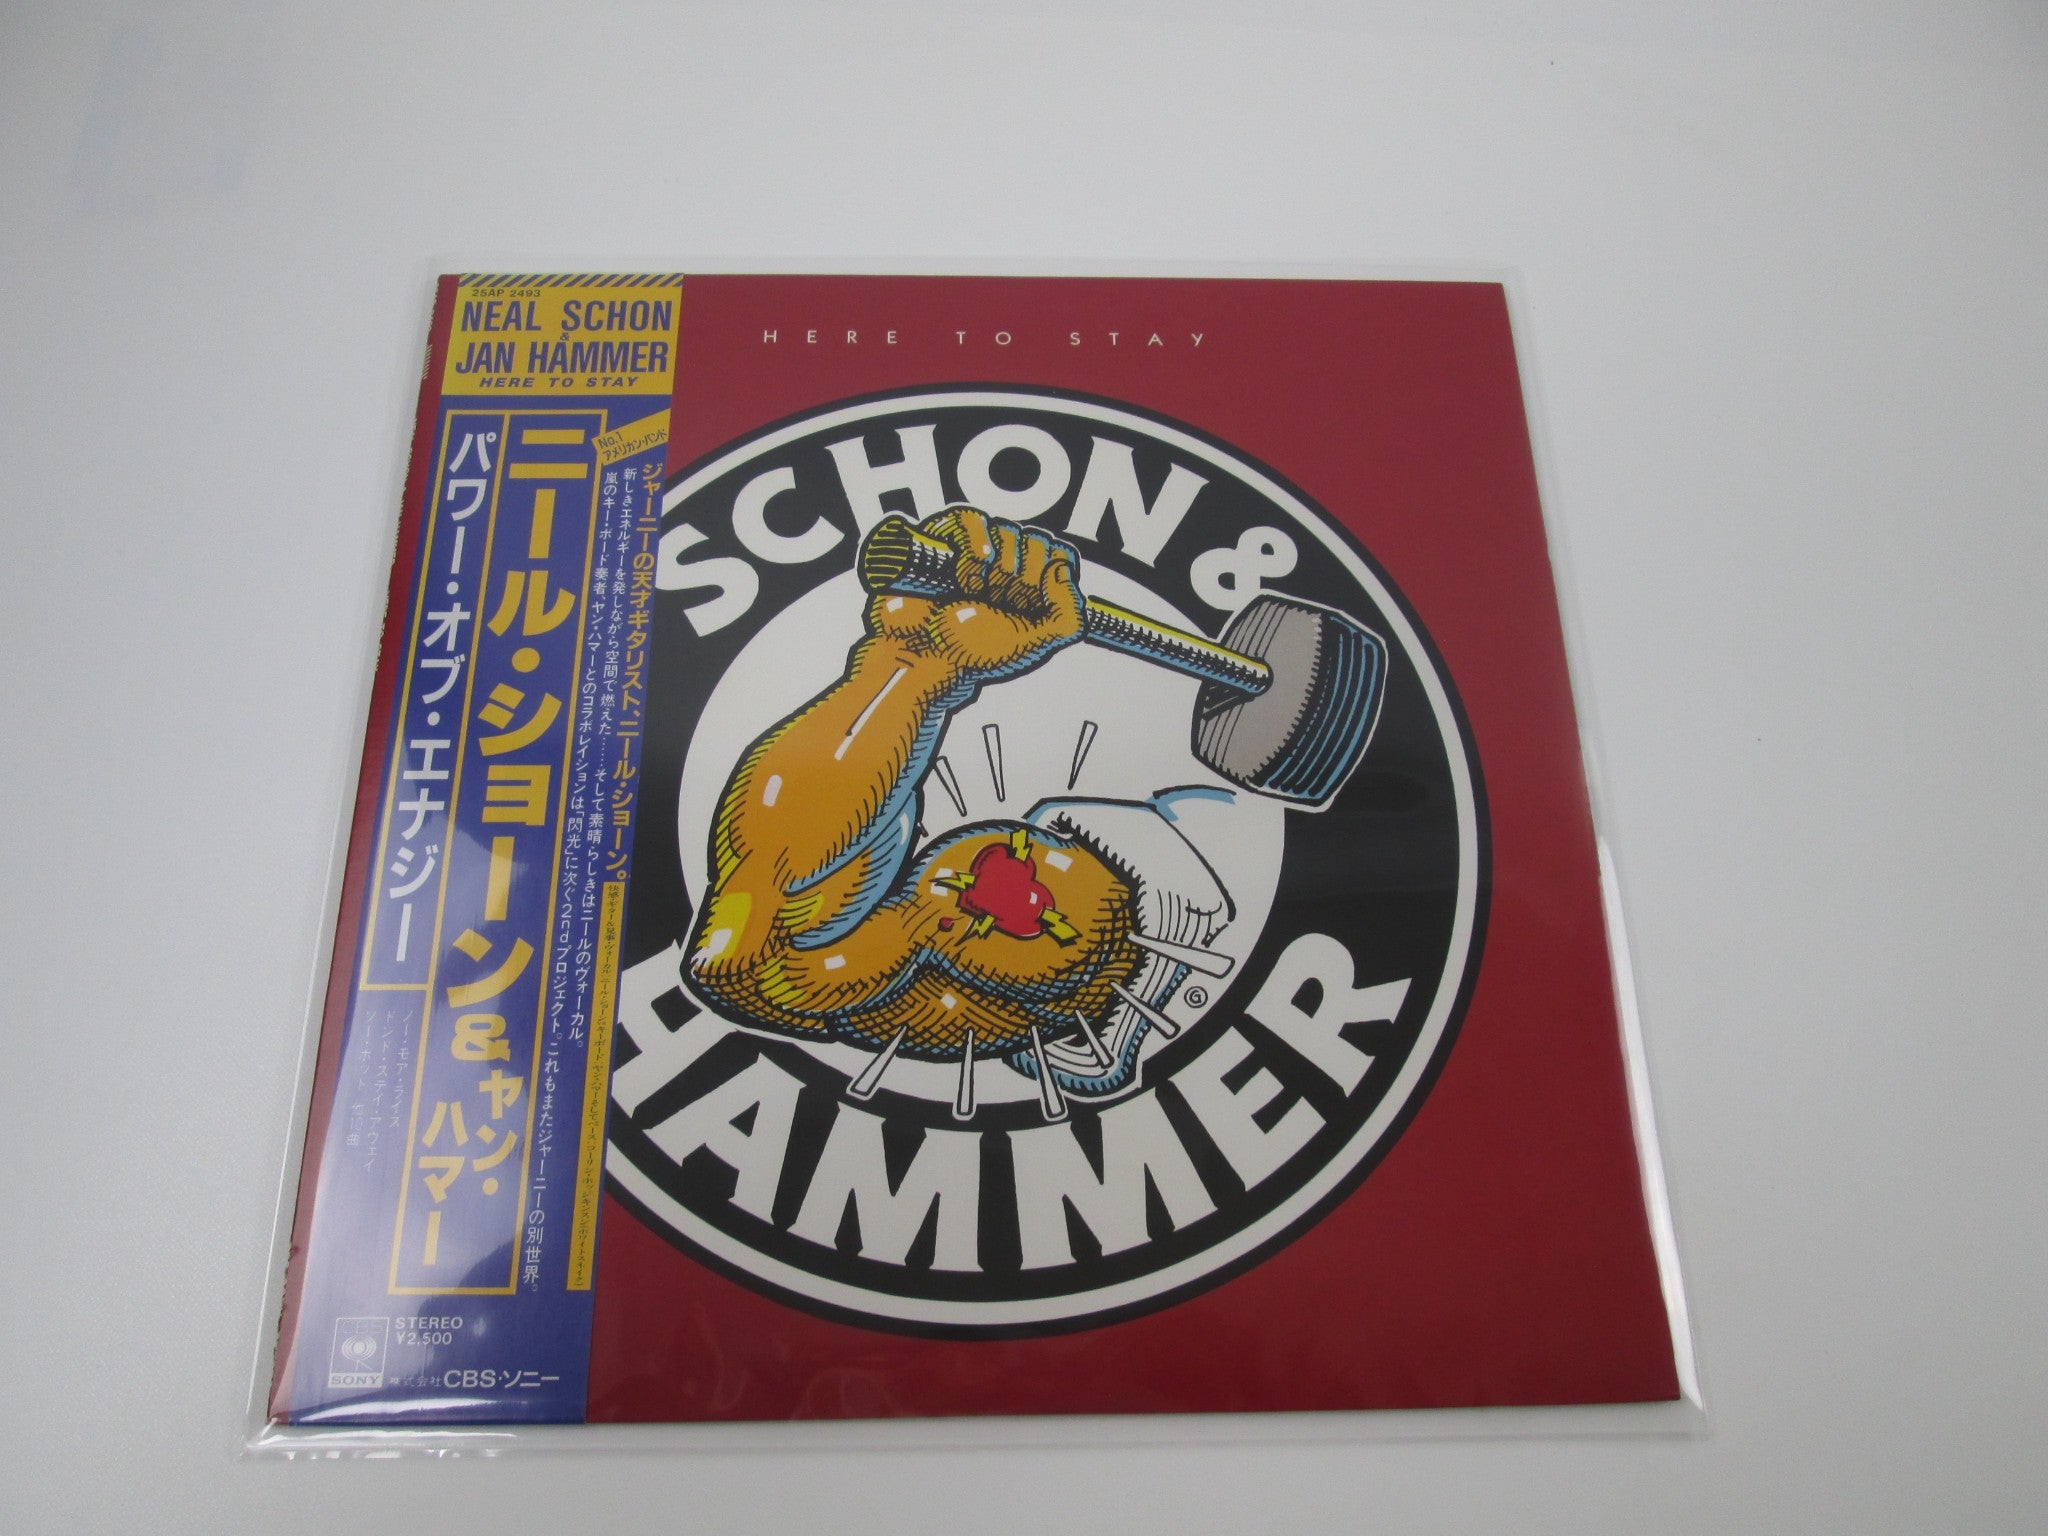 25AP 2493
NEAL SCHON
&
JAN HAMMER
HERE TO STAY
No.1
アメリカン・バンド
ジャーニーの天才ギタリスト、ニール・ショーン。
新しきエネルギーを発しながら空間で燃えた……そして素晴らしきはニールのヴォーカル。
嵐のキー・ボード奏者、ヤン・ハマーとのコラボレイションは「閃光」に次ぐ2ndプロジェクト。これもまたジャーニーの別世界。
ニール・ショーン&ヤン・ハマー
パワー・オブ・エナジー
ノー・モア・ライズ
ドント・ステイ・アウェイ
ソー・ホット 他10曲
STEREO
¥2,500
CBS
SONY
株式会社CBS・ソニー
HERE TO STAY
SCHON &
HAMMER
G